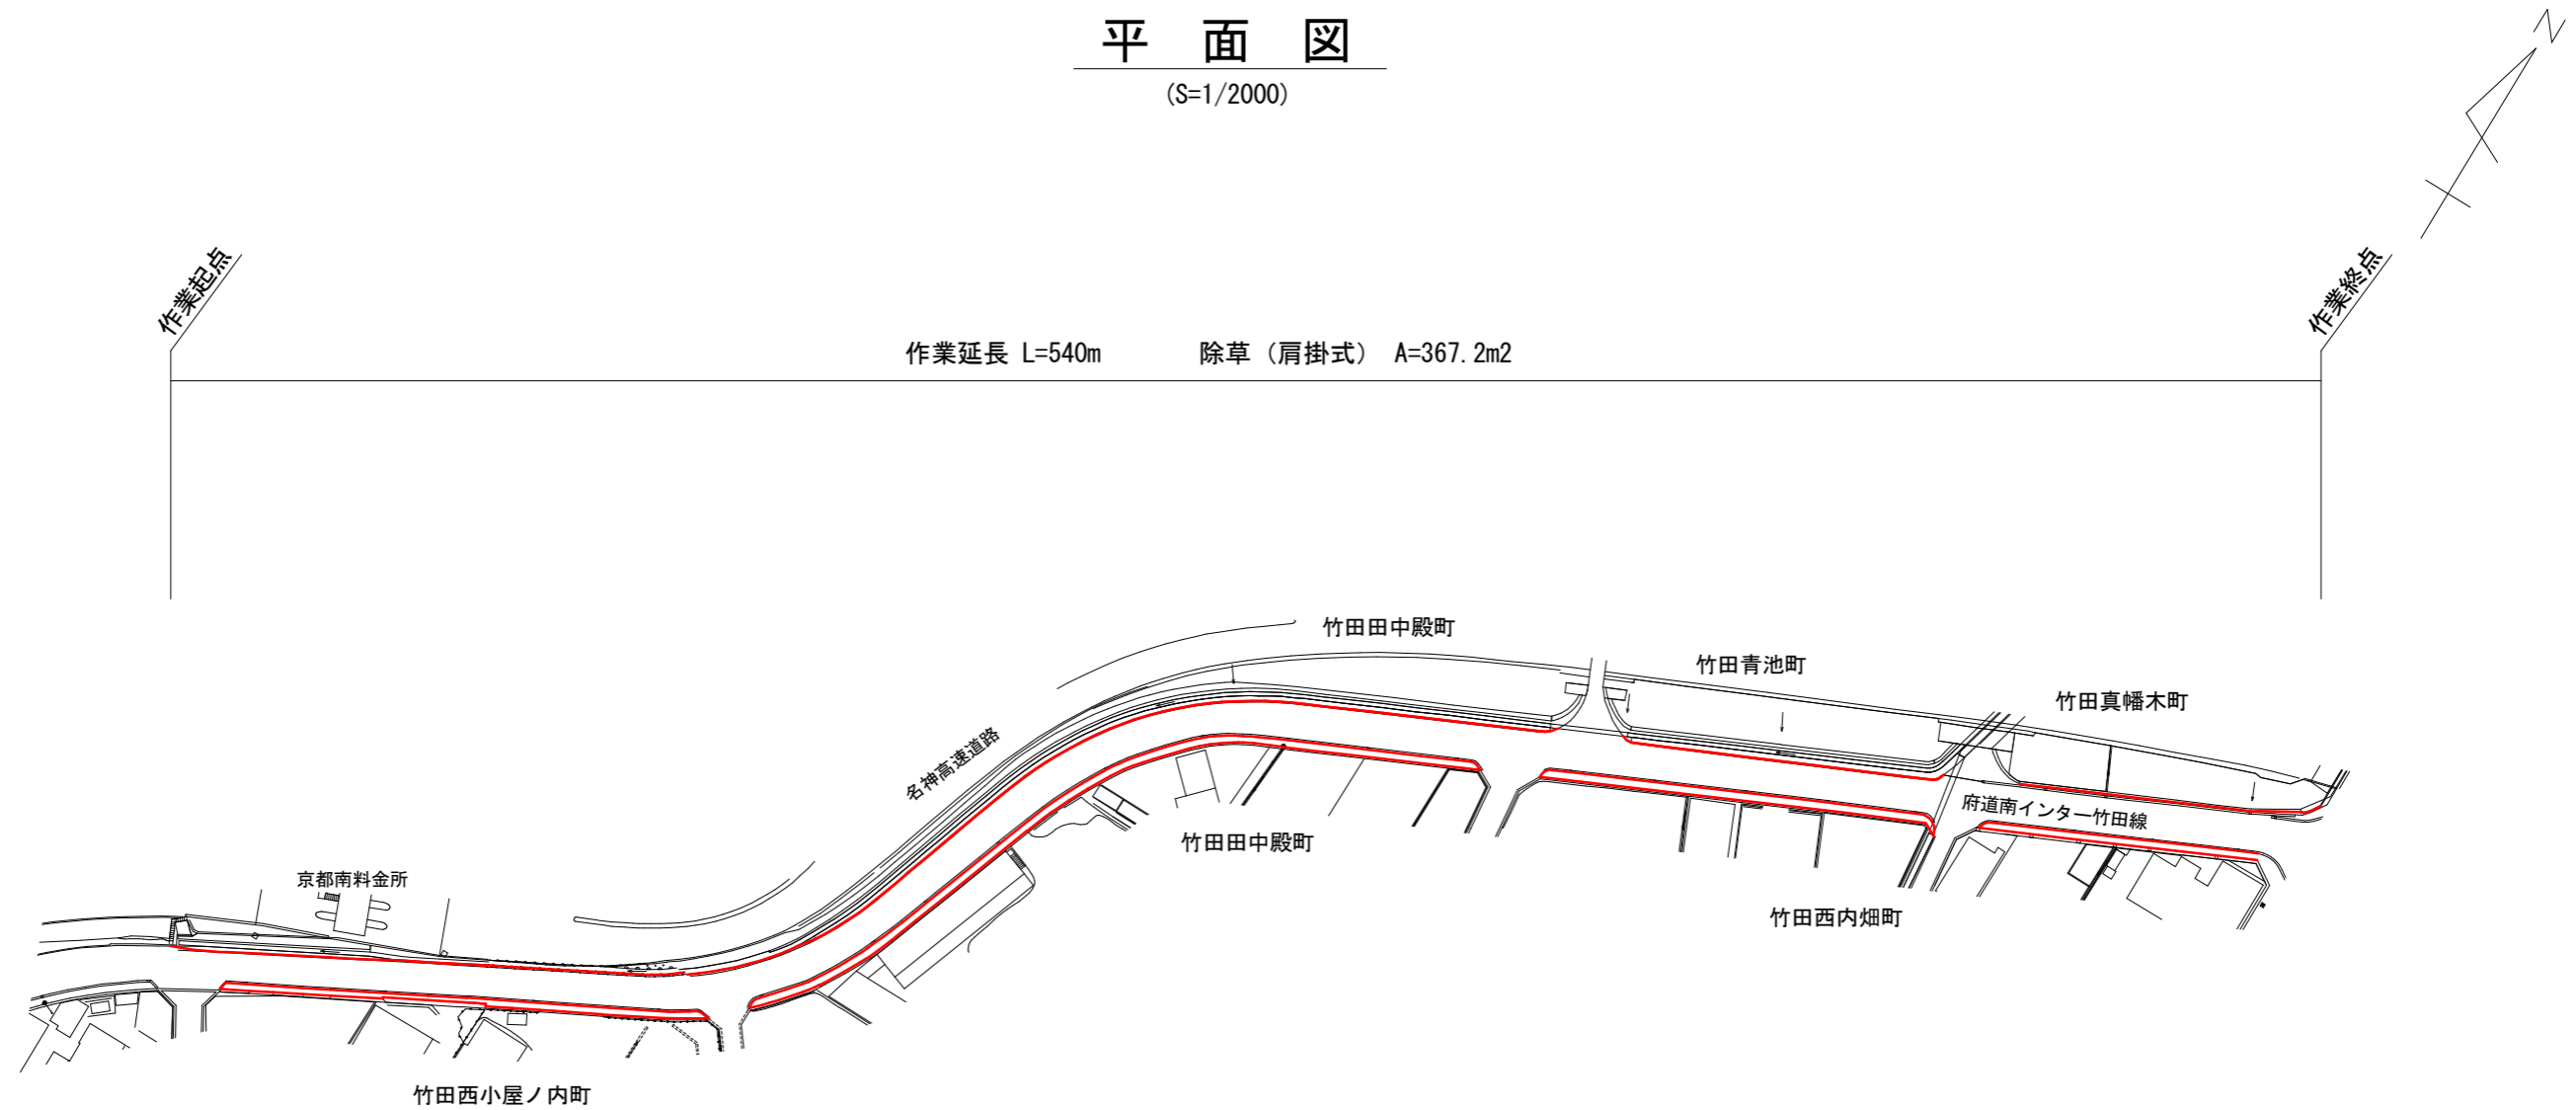 平 面 図
(S=1/2000)
N
作業起点
作業終点
作業延長 L=540m 除草（肩掛式） A=367.2m2
竹田田中殿町
竹田青池町
竹田真幡木町
名神高速道路
府道南インター竹田線
竹田田中殿町
京都南料金所
竹田西内畑町
竹田西小屋ノ内町